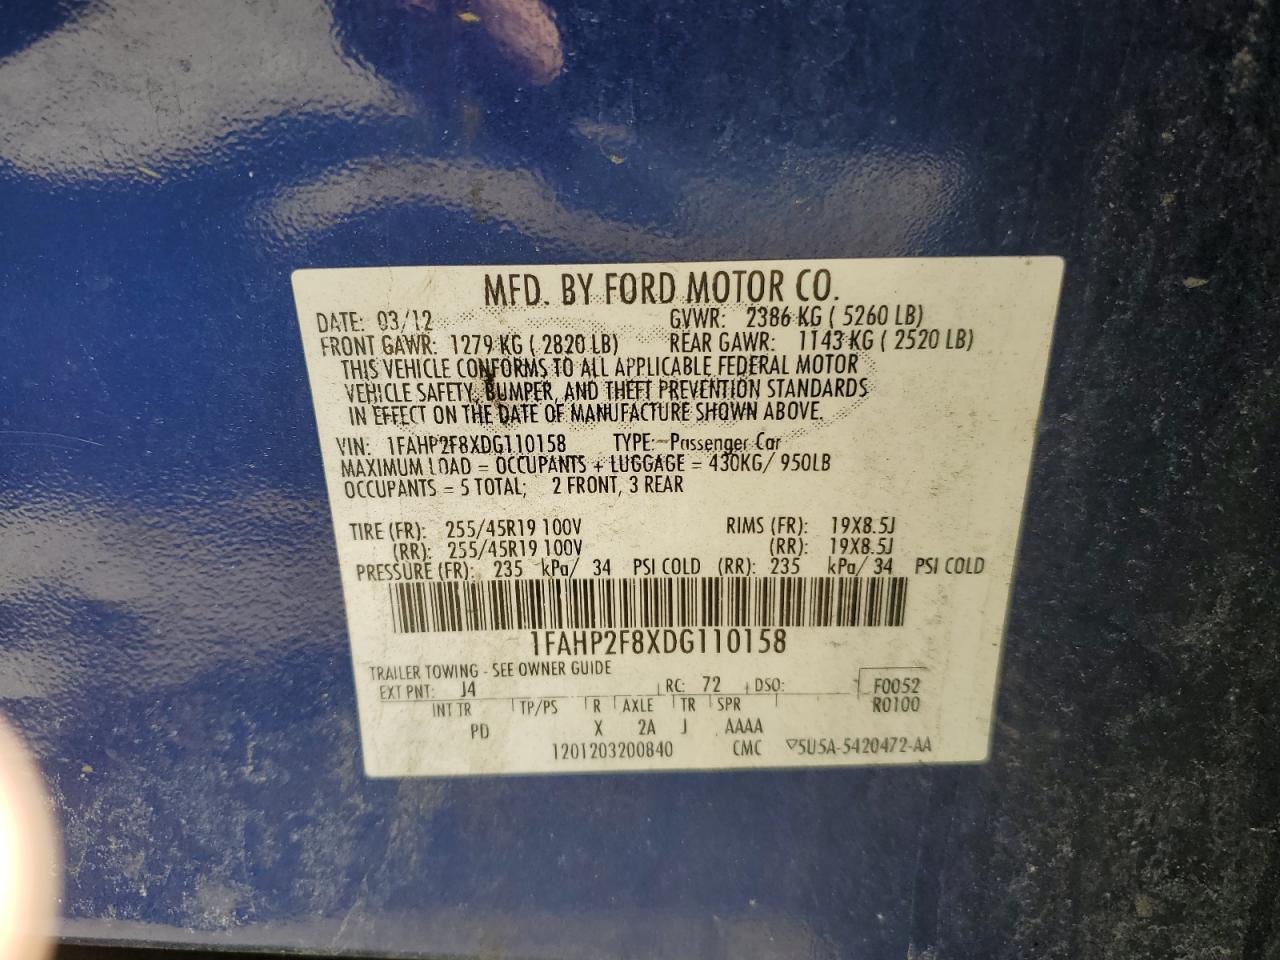 MFD. BY FORD MOTOR CO.
DATE: 03/12 GVWR: 2386 KG ( 5260 LB)
FRONT GAWR: 1279 KG ( 2820 LB) REAR GAWR: 1143 KG ( 2520 LB)
THIS VEHICLE CONFORMS TO ALL APPLICABLE FEDERAL MOTOR
VEHICLE SAFETY, BUMPER, AND THEFT PREVENTION STANDARDS
IN EFFECT ON THE DATE OF MANUFACTURE SHOWN ABOVE.
VIN: 1FAHP2F8XDG110158 TYPE: Passenger Car
MAXIMUM LOAD = OCCUPANTS + LUGGAGE = 430KG/ 950LB
OCCUPANTS = 5 TOTAL; 2 FRONT, 3 REAR
TIRE (FR): 255/45R19 100V RIMS (FR): 19X8.5J
(RR): 255/45R19 100V (RR): 19X8.5J
PRESSURE (FR): 235 kPa/ 34 PSI COLD (RR): 235 kPa/ 34 PSI COLD
1FAHP2F8XDG110158
TRAILER TOWING - SEE OWNER GUIDE
EXT PNT: J4 RC: 72 DSO: F0052
INT TR TP/PS R AXLE TR SPR R0100
PD X 2A J AAAA
1201203200840 CMC ▽5U5A-5420472-AA